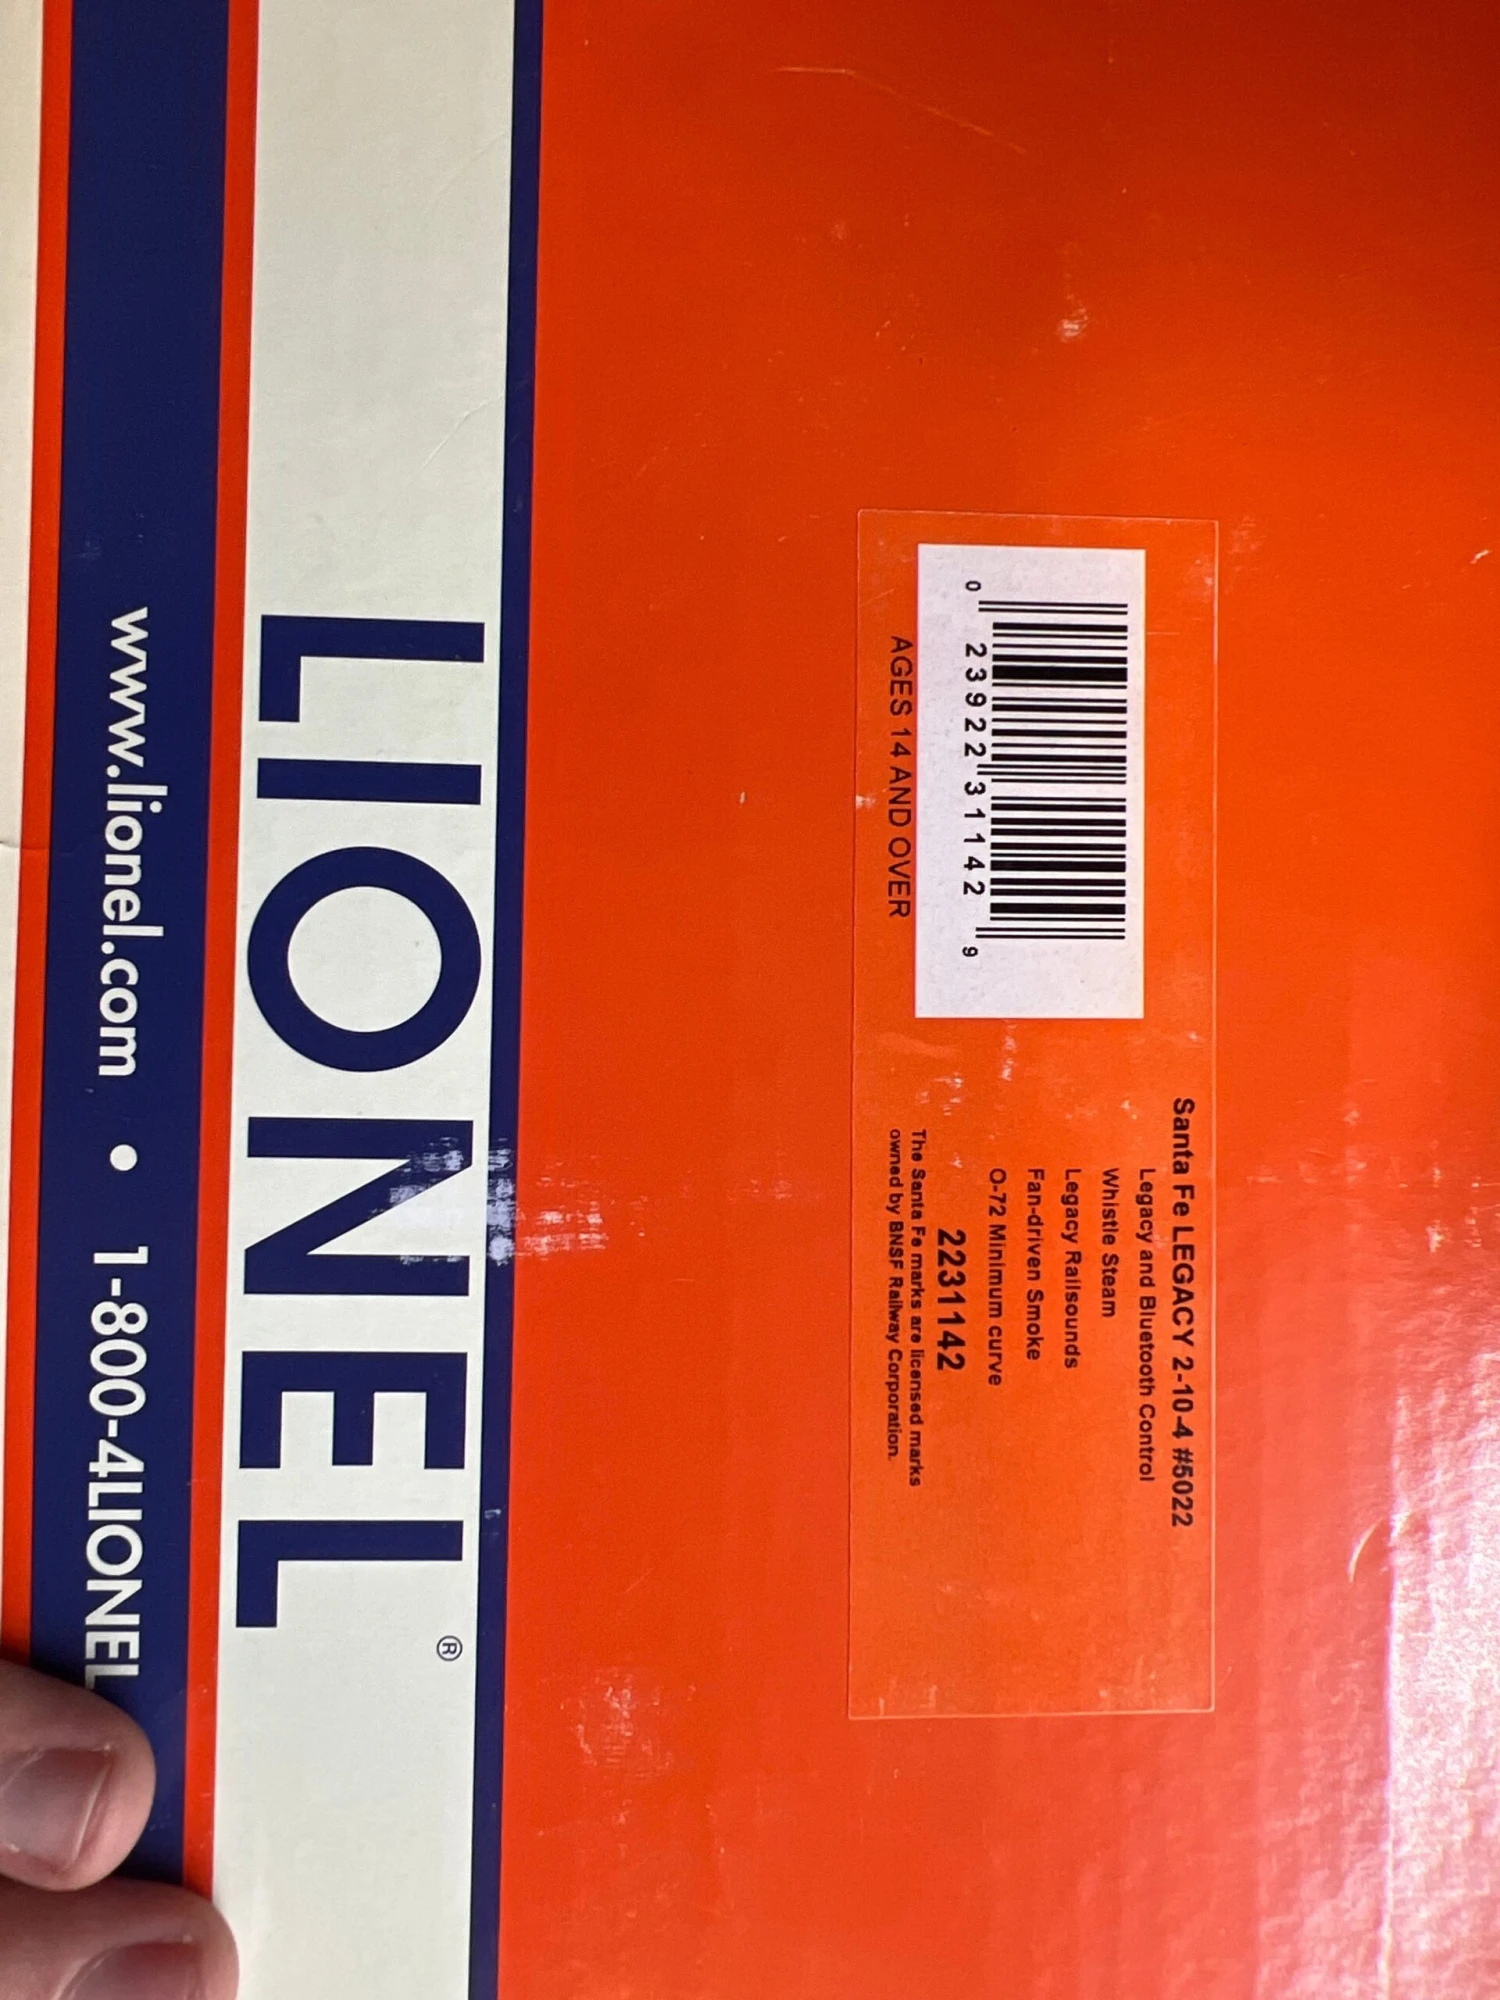 Santa Fe LEGACY 2-10-4 #5022
Legacy and Bluetooth Control
Whistle Steam
Legacy Railsounds
Fan-driven Smoke
O-72 Minimum curve
2231142
The Santa Fe marks are licensed marks
owned by BNSF Railway Corporation.
0 23922 31142 9
AGES 14 AND OVER
LIONEL®
www.lionel.com • 1-800-4LIONEL